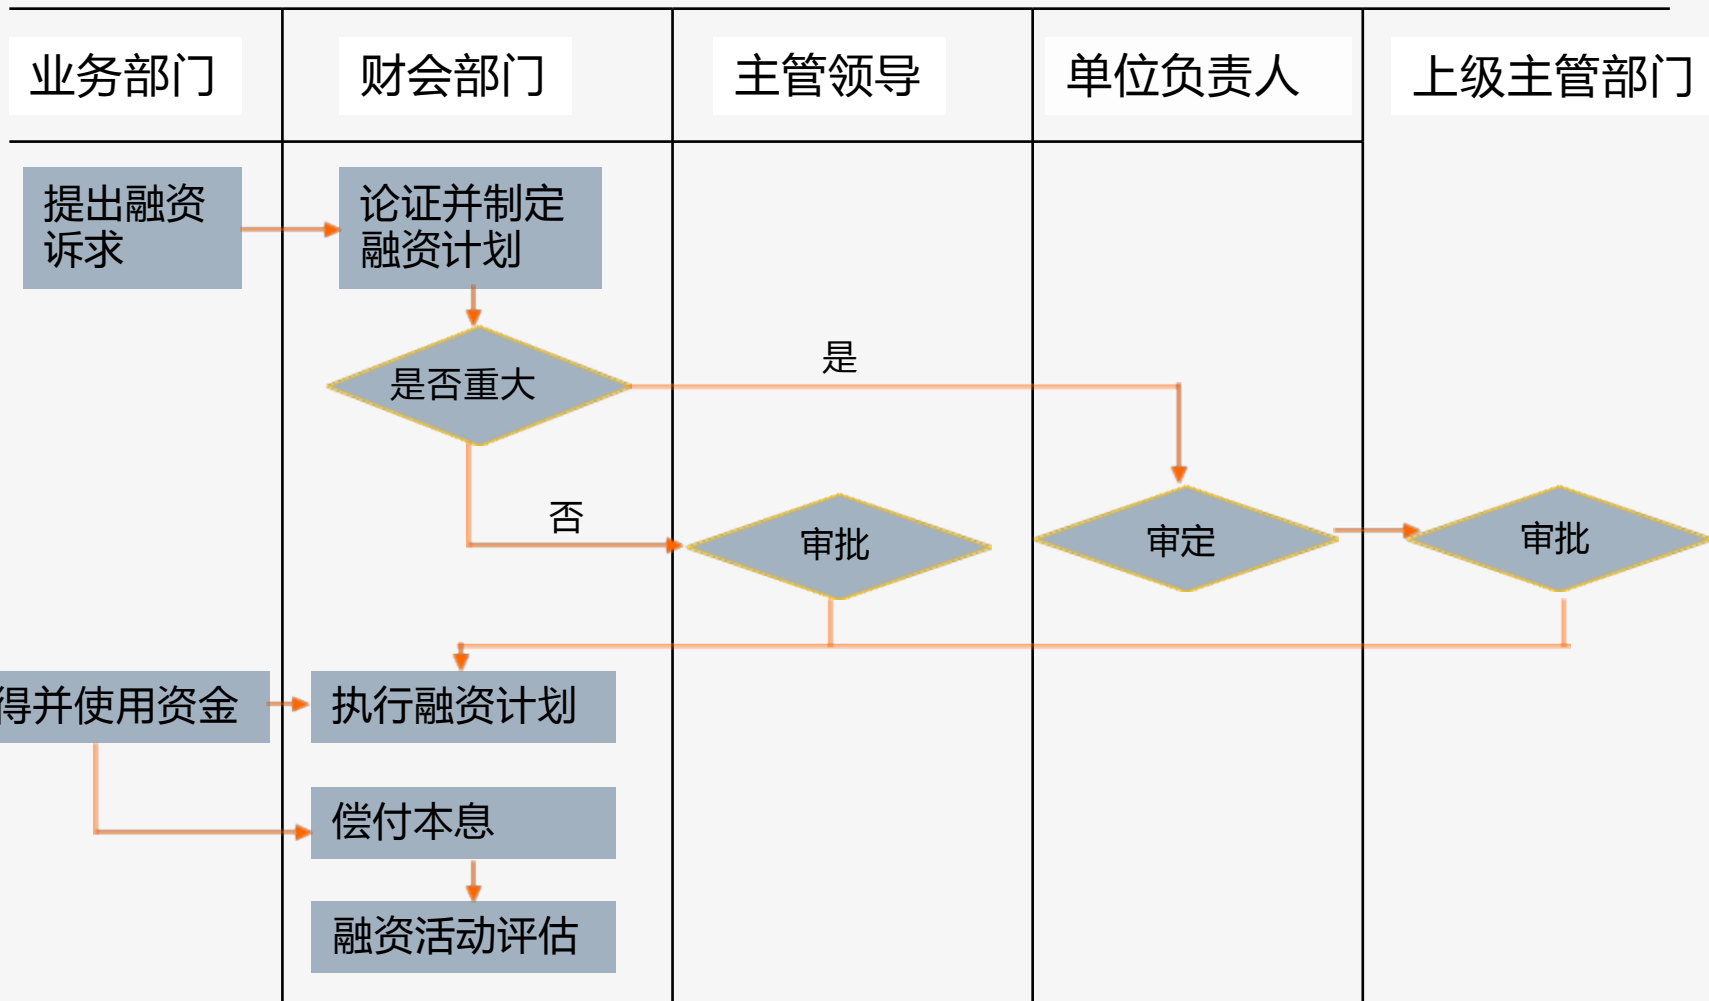 业务部门
财会部门
主管领导
单位负责人
上级主管部门
提出融资
诉求
论证并制定
融资计划
是否重大
是
否
审批
审定
审批
得并使用资金
执行融资计划
偿付本息
融资活动评估